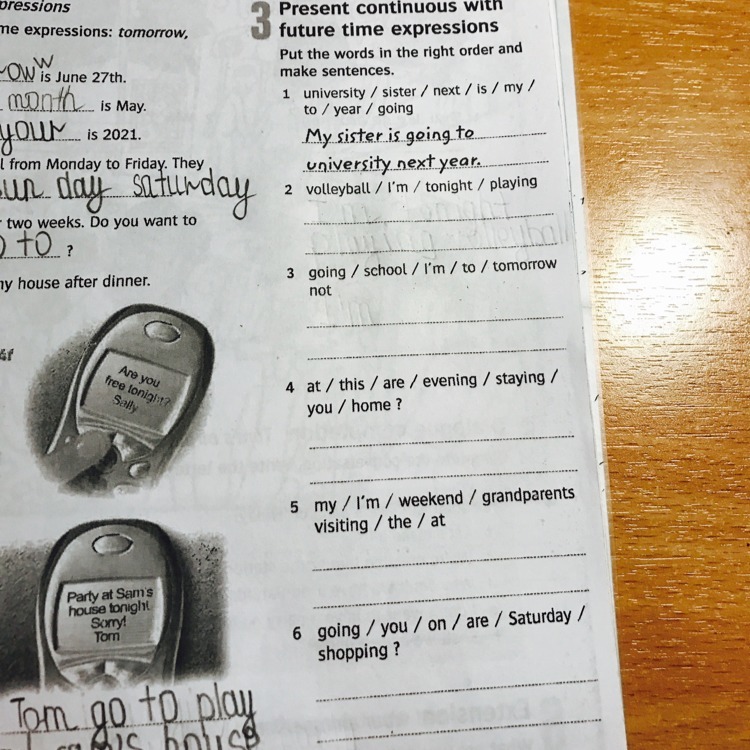 pressions
me expressions: tomorrow,
is June 27th.
month is May.
your is 2021.
l from Monday to Friday. They
day saturday
two weeks. Do you want to
to ?
house after dinner.
Are you
free tonight?
Sally
Party at Sam's
house tonight.
Sorry!
Tom
Tom go to play
house
3 Present continuous with
future time expressions
Put the words in the right order and
make sentences.
1 university / sister / next / is / my /
to / year / going
My sister is going to
university next year.
2 volleyball / I'm / tonight / playing
3 going / school / I'm / to / tomorrow
not
4 at / this / are / evening / staying /
you / home ?
5 my / I'm / weekend / grandparents
visiting / the / at
6 going / you / on / are / Saturday /
shopping ?